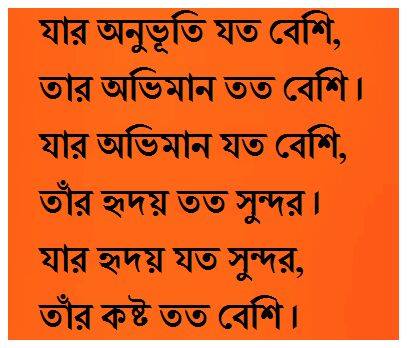 যার অনুভূতি যত বেশি,
তার অভিমান তত বেশি।
যার অভিমান যত বেশি,
তাঁর হৃদয় তত সুন্দর।
যার হৃদয় যত সুন্দর,
তাঁর কষ্ট তত বেশি।